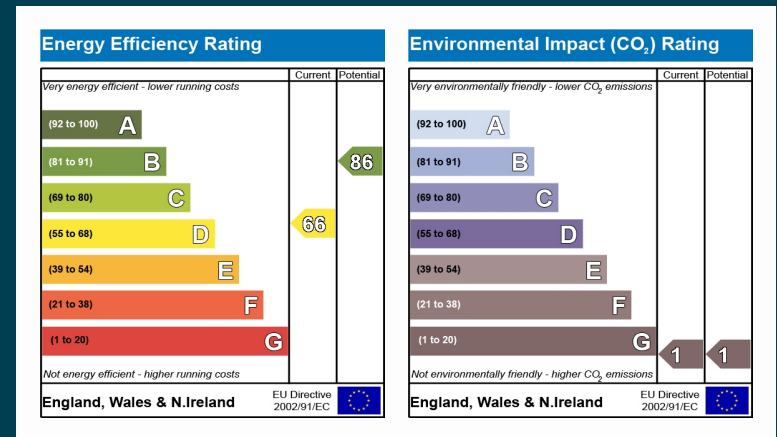 Energy Efficiency Rating
Current Potential
Very energy efficient - lower running costs
(92 to 100) A
(81 to 91) B
86
(69 to 80) C
66
(55 to 68) D
(39 to 54) E
(21 to 38) F
(1 to 20) G
Not energy efficient - higher running costs
England, Wales & N.Ireland
EU Directive
2002/91/EC
Environmental Impact (CO₂) Rating
Current Potential
Very environmentally friendly - lower CO₂ emissions
(92 to 100) A
(81 to 91) B
(69 to 80) C
(55 to 68) D
(39 to 54) E
(21 to 38) F
(1 to 20) G
1 1
Not environmentally friendly - higher CO₂ emissions
England, Wales & N.Ireland
EU Directive
2002/91/EC